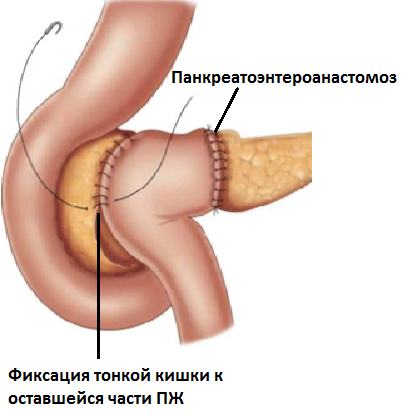 Панкреатоэнтероанастомоз
Фиксация тонкой кишки к
оставшейся части ПЖ